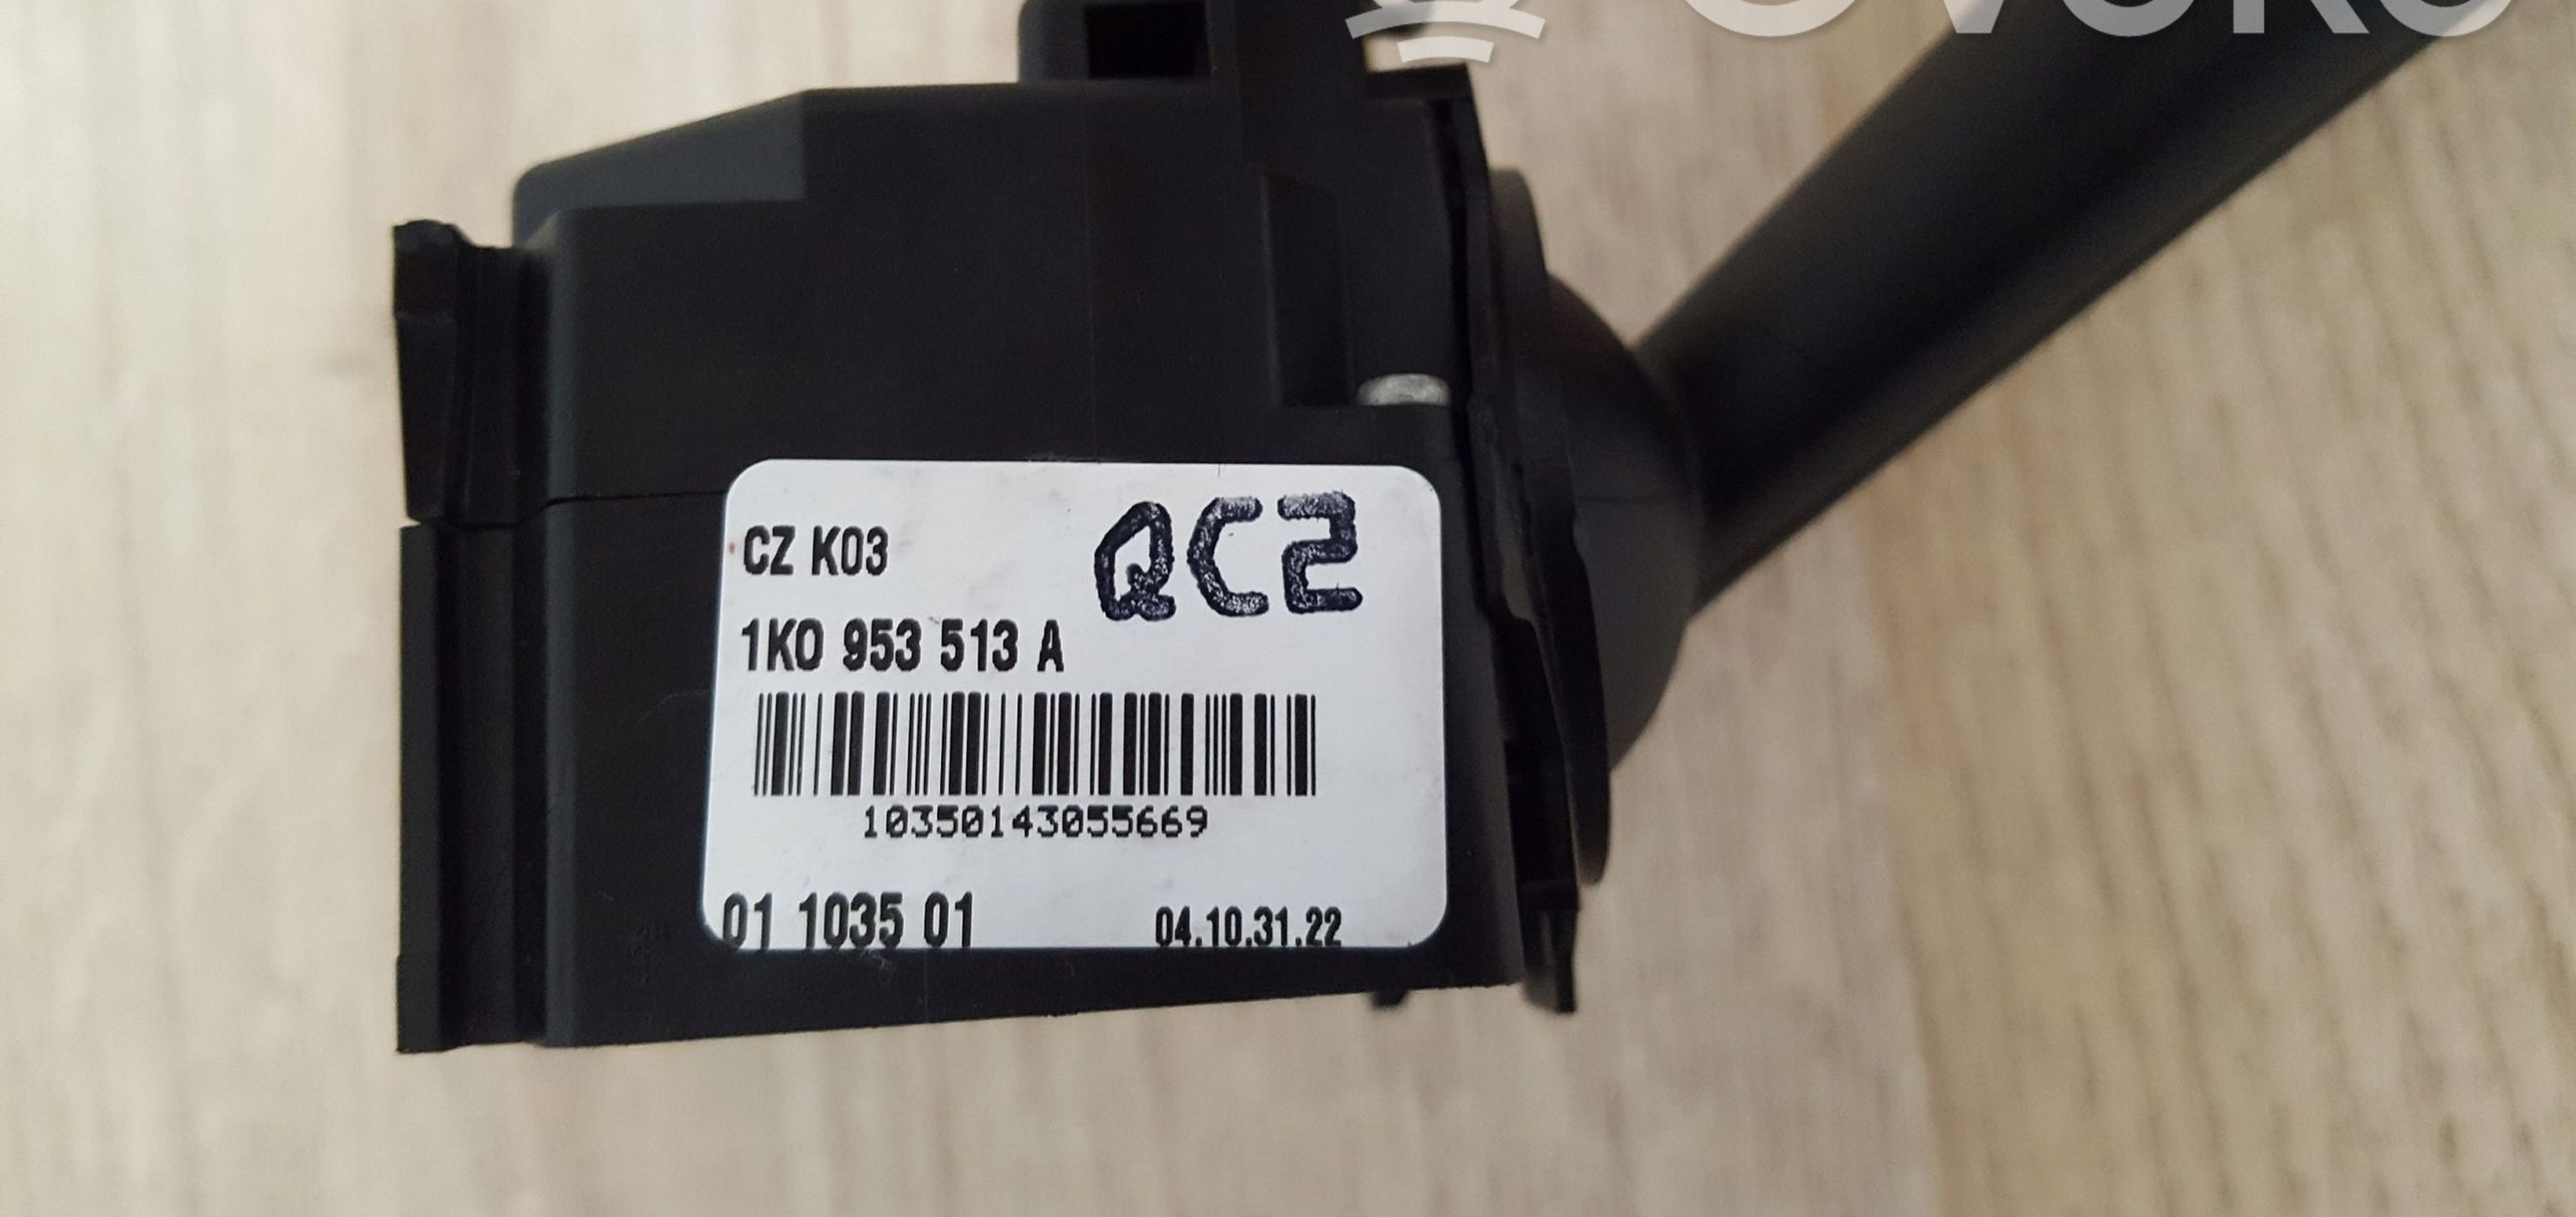 CZ K03
QC2
1K0 953 513 A
10350143055669
01 1035 01
04.10.31.22